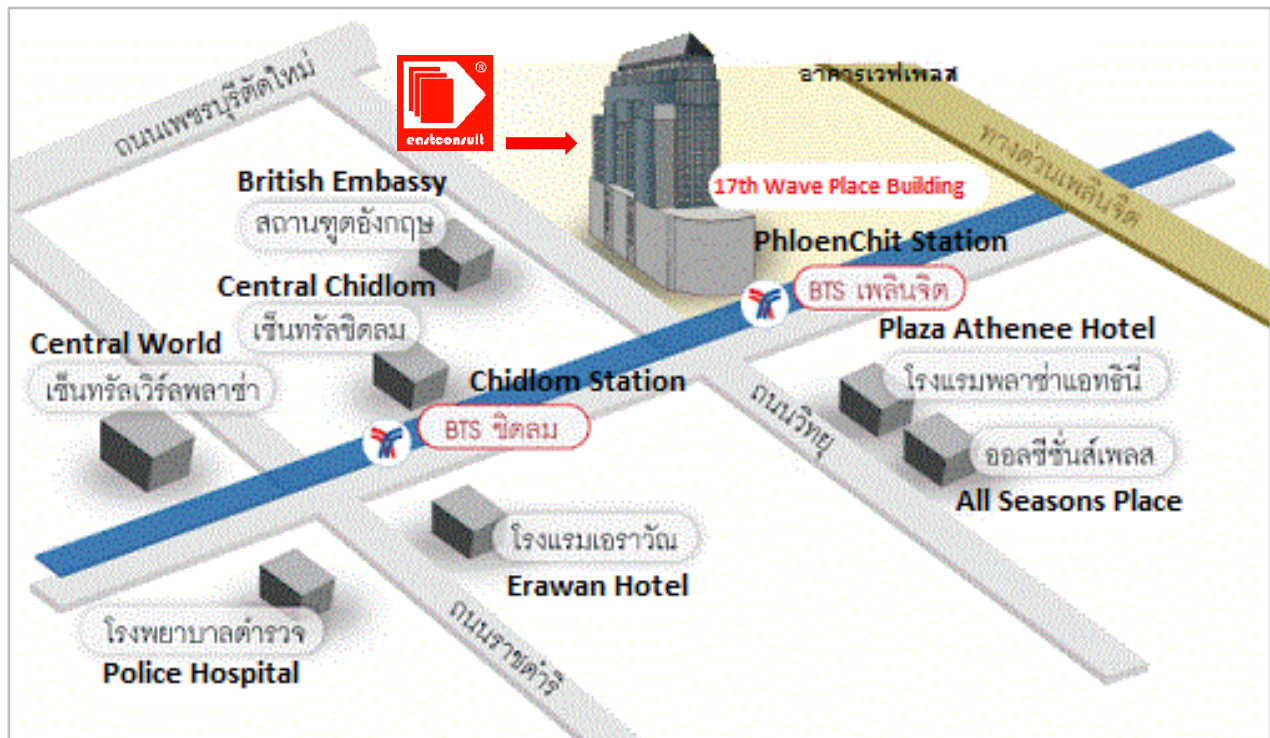 ถนนเพชรบุรีตัดใหม่
®
eastconsult
อาคารเวฟเพลส
ทางด่วนเพลินจิต
British Embassy
สถานฑูตอังกฤษ
17th Wave Place Building
PhloenChit Station
BTS เพลินจิต
Central Chidlom
เซ็นทรัลชิดลม
Central World
เซ็นทรัลเวิร์ลพลาซ่า
Chidlom Station
BTS ชิดลม
Plaza Athenee Hotel
โรงแรมพลาซ่าแอทธินี่
ถนนวิทยุ
ออลซีซั่นส์เพลส
All Seasons Place
โรงแรมเอราวัณ
Erawan Hotel
ถนนราชดำริ
โรงพยาบาลตำรวจ
Police Hospital